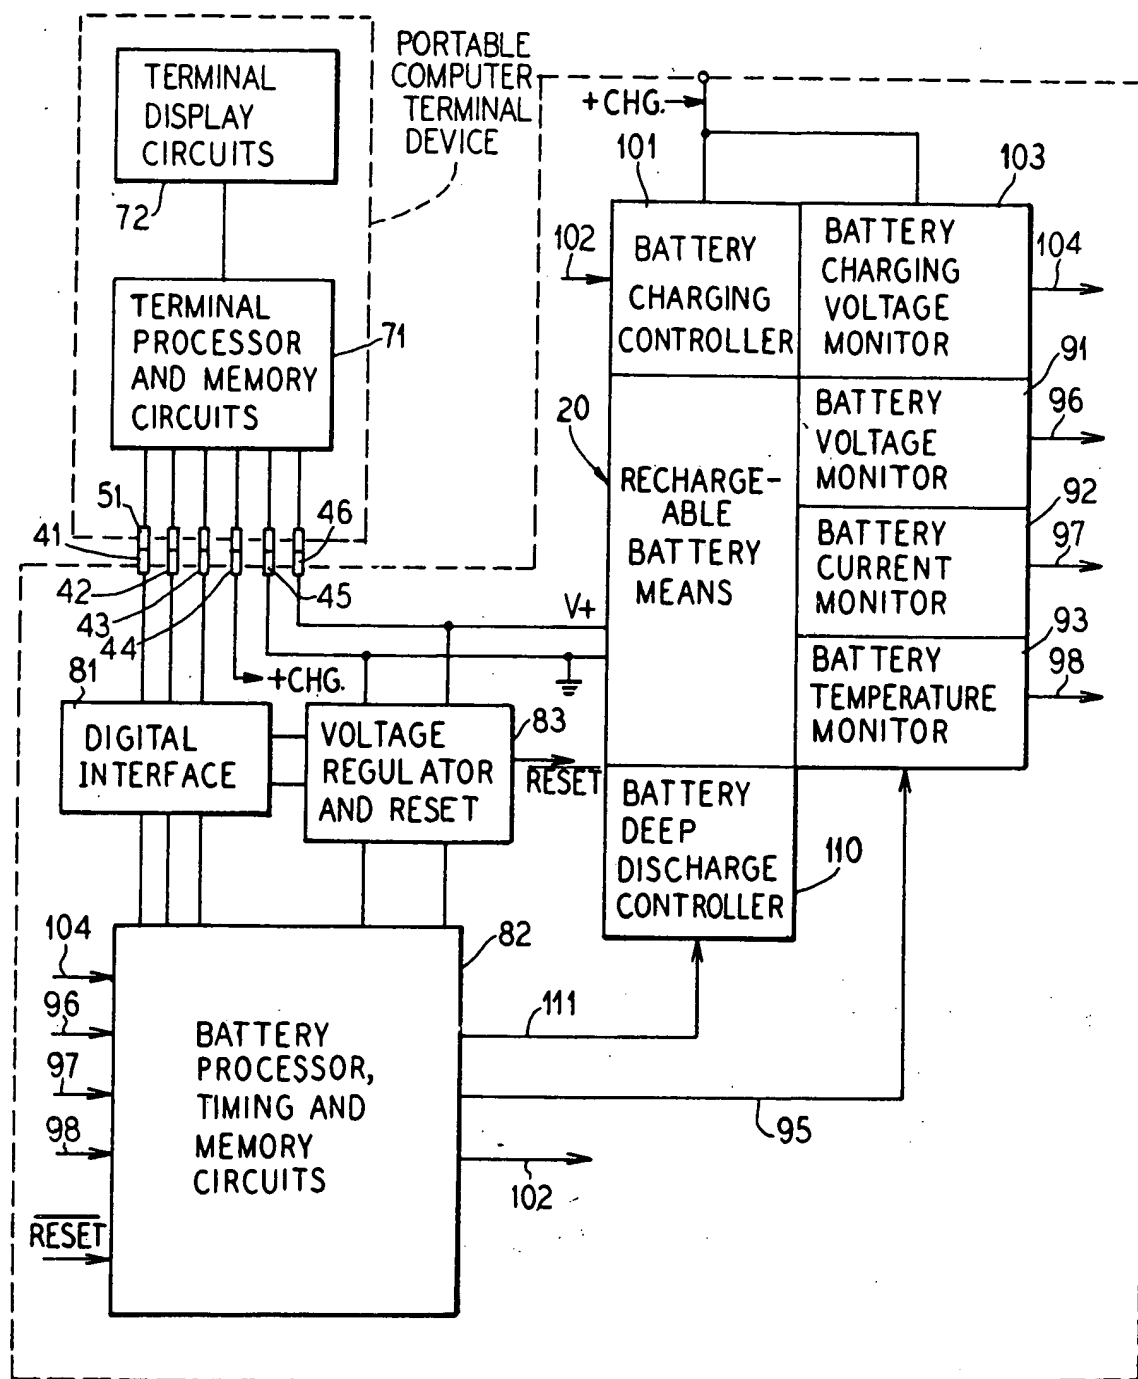 TERMINAL
DISPLAY
CIRCUITS
72
PORTABLE
COMPUTER
TERMINAL
DEVICE
TERMINAL
PROCESSOR
AND MEMORY
CIRCUITS
71
51
41
42
43
44
45
46
+CHG.
V+
+CHG.
101
103
102
BATTERY
CHARGING
CONTROLLER
BATTERY
CHARGING
VOLTAGE
MONITOR
104
91
20
RECHARGE-
ABLE
BATTERY
MEANS
BATTERY
VOLTAGE
MONITOR
96
92
BATTERY
CURRENT
MONITOR
97
93
BATTERY
TEMPERATURE
MONITOR
98
81
DIGITAL
INTERFACE
VOLTAGE
REGULATOR
AND RESET
83
RESET
BATTERY
DEEP
DISCHARGE
CONTROLLER
110
104
96
97
98
RESET
82
BATTERY
PROCESSOR,
TIMING AND
MEMORY
CIRCUITS
111
95
102